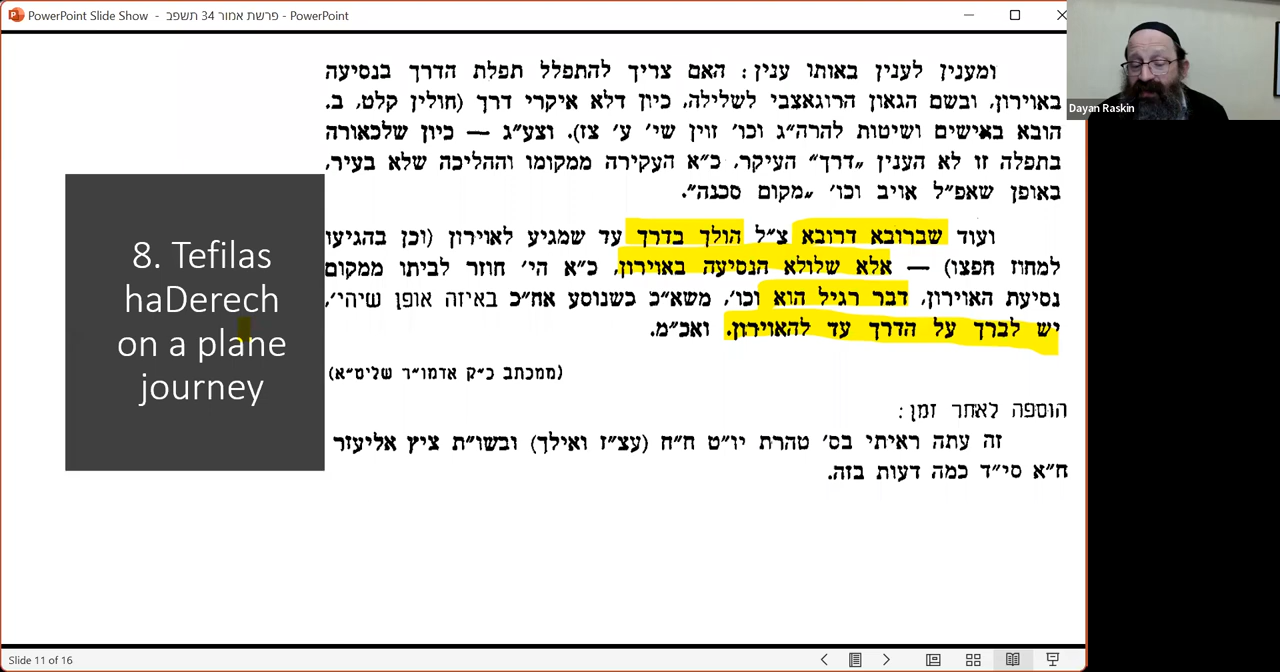 PowerPoint Slide Show - פרשת אמור 34 תשפב - PowerPoint
Dayan Raskin
8. Tefilas
haDerech
on a plane
journey
ומענין לענין באותו ענין: האם צריך להתפלל תפלת הדרך בנסיעה
באוירון, ובשם הגאון הרוגאצבי לשלילה, כיון דלא איקרי דרך (חולין קלט, ב.
הובא באישים ושיטות להרה״ג וכו׳ זוין שי׳ ע׳ צז). וצע״ג — כיון שלכאורה
בתפלה זו לא הענין „דרך״ העיקר, כ״א העקירה ממקומו וההליכה שלא בעיר,
באופן שאפ״ל אויב וכו׳ „מקום סכנה״.
ועוד שברובא דרובא צ״ל הולך בדרך עד שמגיע לאוירון (וכן בהגיעו
למחוז חפצו) — אלא שלולא הנסיעה באוירון, כ״א הי׳ חוזר לביתו ממקום
נסיעת האוירון, דבר רגיל הוא וכו׳, משא״כ כשנוסע אח״כ באיזה אופן שיהי׳,
יש לברך על הדרך עד להאוירון. ואכ״מ.
(ממכתב כ״ק אדמו״ר שליט״א)
הוספה לאחר זמן:
זה עתה ראיתי בס׳ טהרת יו״ט ח״ח (עצ״ז ואילך) ובשו״ת ציץ אליעזר
ח״א סי״ד כמה דעות בזה.
Slide 11 of 16